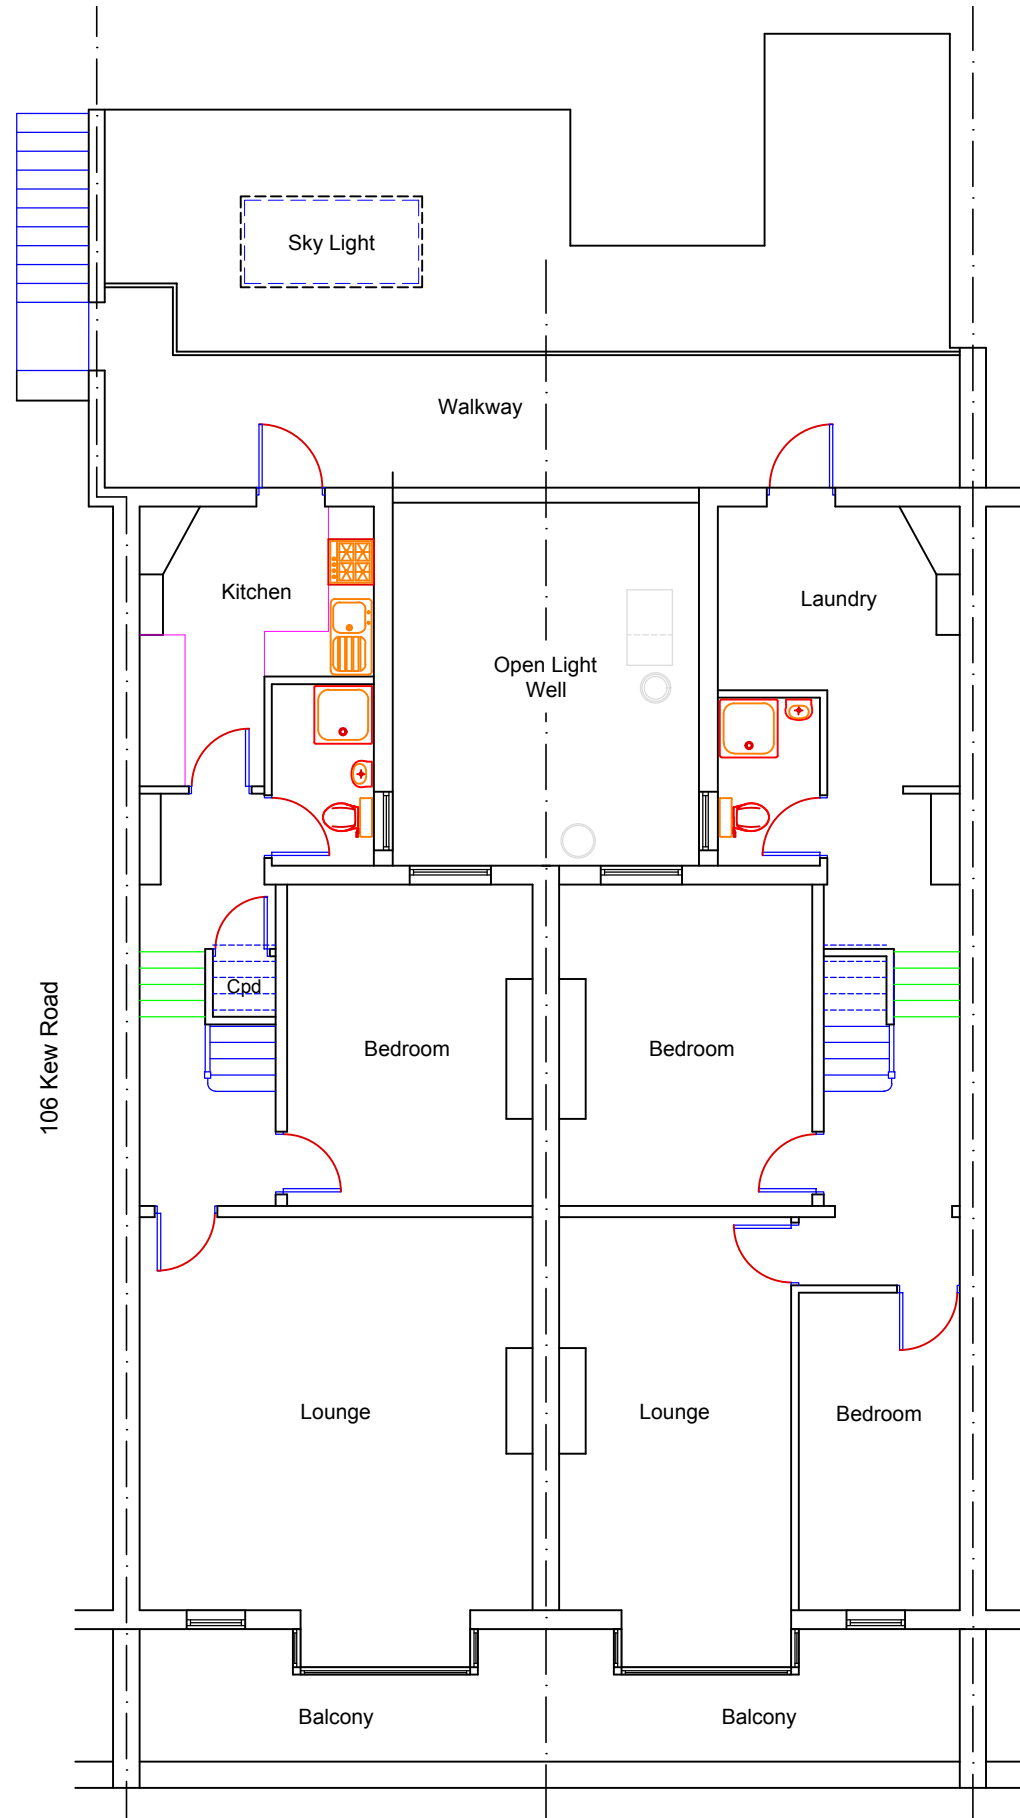 Sky Light
Walkway
Kitchen
Laundry
Open Light
Well
Cpd
106 Kew Road
Bedroom
Bedroom
Lounge
Lounge
Bedroom
Balcony
Balcony